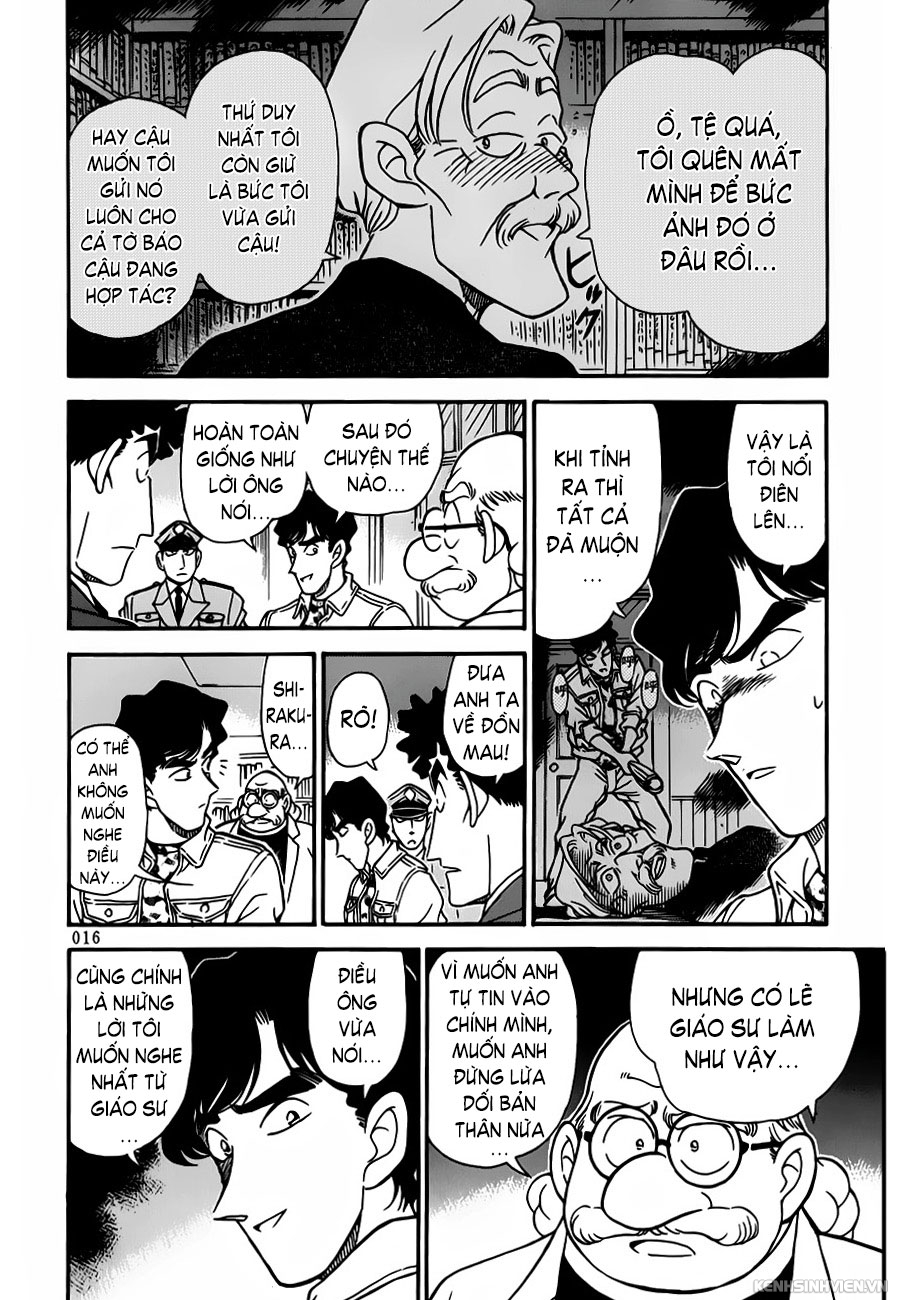 Ồ, TỆ QUÁ,
TÔI QUÊN MẤT
MÌNH ĐỂ BỨC
ẢNH ĐÓ Ở
ĐÂU RỒI...
THỨ DUY
NHẤT TÔI
CÒN GIỮ
LÀ BỨC TÔI
VỪA GỬI
CẬU!
HAY CẬU
MUỐN TÔI
GỬI NÓ
LUÔN CHO
CẢ TỜ BÁO
CẬU ĐANG
HỢP TÁC?
ヒック
VẬY LÀ
TÔI NỔI
ĐIÊN
LÊN...
KHI TỈNH
RA THÌ
TẤT CẢ
ĐÃ MUỘN
...
SAU ĐÓ
CHUYỆN THẾ
NÀO...
HOÀN TOÀN
GIỐNG NHƯ
LỜI ÔNG
NÓI...
ĐƯA
ANH TA
VỀ ĐỒN
MAU!
RÕ!
SHI-
RAKU-
RA...
CÓ THỂ
ANH
KHÔNG
MUỐN
NGHE
ĐIỀU
NÀY...
016
NHƯNG CÓ LẼ
GIÁO SƯ LÀM
NHƯ VẬY...
VÌ MUỐN ANH
TỰ TIN VÀO
CHÍNH MÌNH,
MUỐN ANH
ĐỪNG LỪA
DỐI BẢN
THÂN NỮA
...
ĐIỀU
ÔNG
VỪA
NÓI...
CŨNG CHÍNH
LÀ NHỮNG
LỜI TÔI
MUỐN NGHE
NHẤT TỪ
GIÁO SƯ
...
KENHSINHVIEN.VN